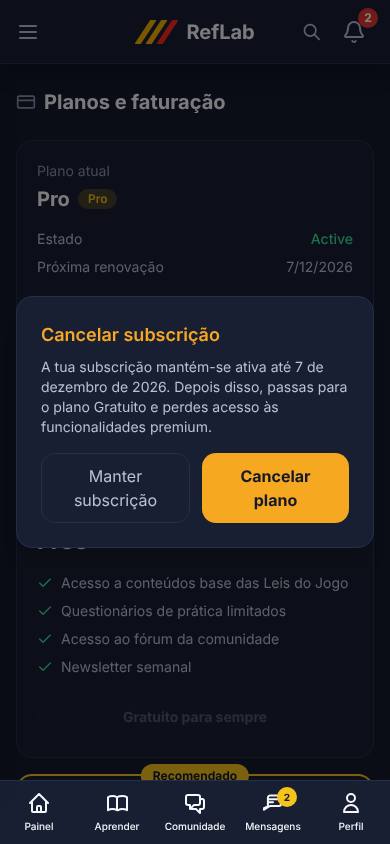 RefLab
2
Planos e faturação
Plano atual
Pro Pro
Estado Active
Próxima renovação 7/12/2026
Cancelar subscrição
A tua subscrição mantém-se ativa até 7 de
dezembro de 2026. Depois disso, passas para
o plano Gratuito e perdes acesso às
funcionalidades premium.
Manter
subscrição
Cancelar
plano
Acesso a conteúdos base das Leis do Jogo
Questionários de prática limitados
Acesso ao fórum da comunidade
Newsletter semanal
Gratuito para sempre
Recomendado
2
Painel Aprender Comunidade Mensagens Perfil